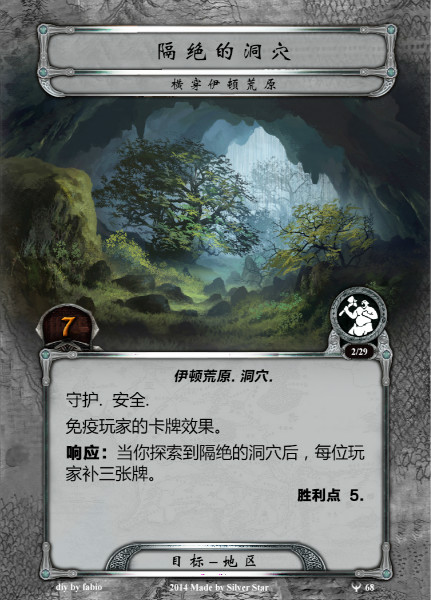 隔绝的洞穴
横穿伊顿荒原
7
2/29
伊顿荒原. 洞穴.
守护. 安全.
免疫玩家的卡牌效果。
响应：当你探索到隔绝的洞穴后，每位玩
家补三张牌。
胜利点 5.
目标－地区
diy by fabio
2014 Made by Silver Star
68